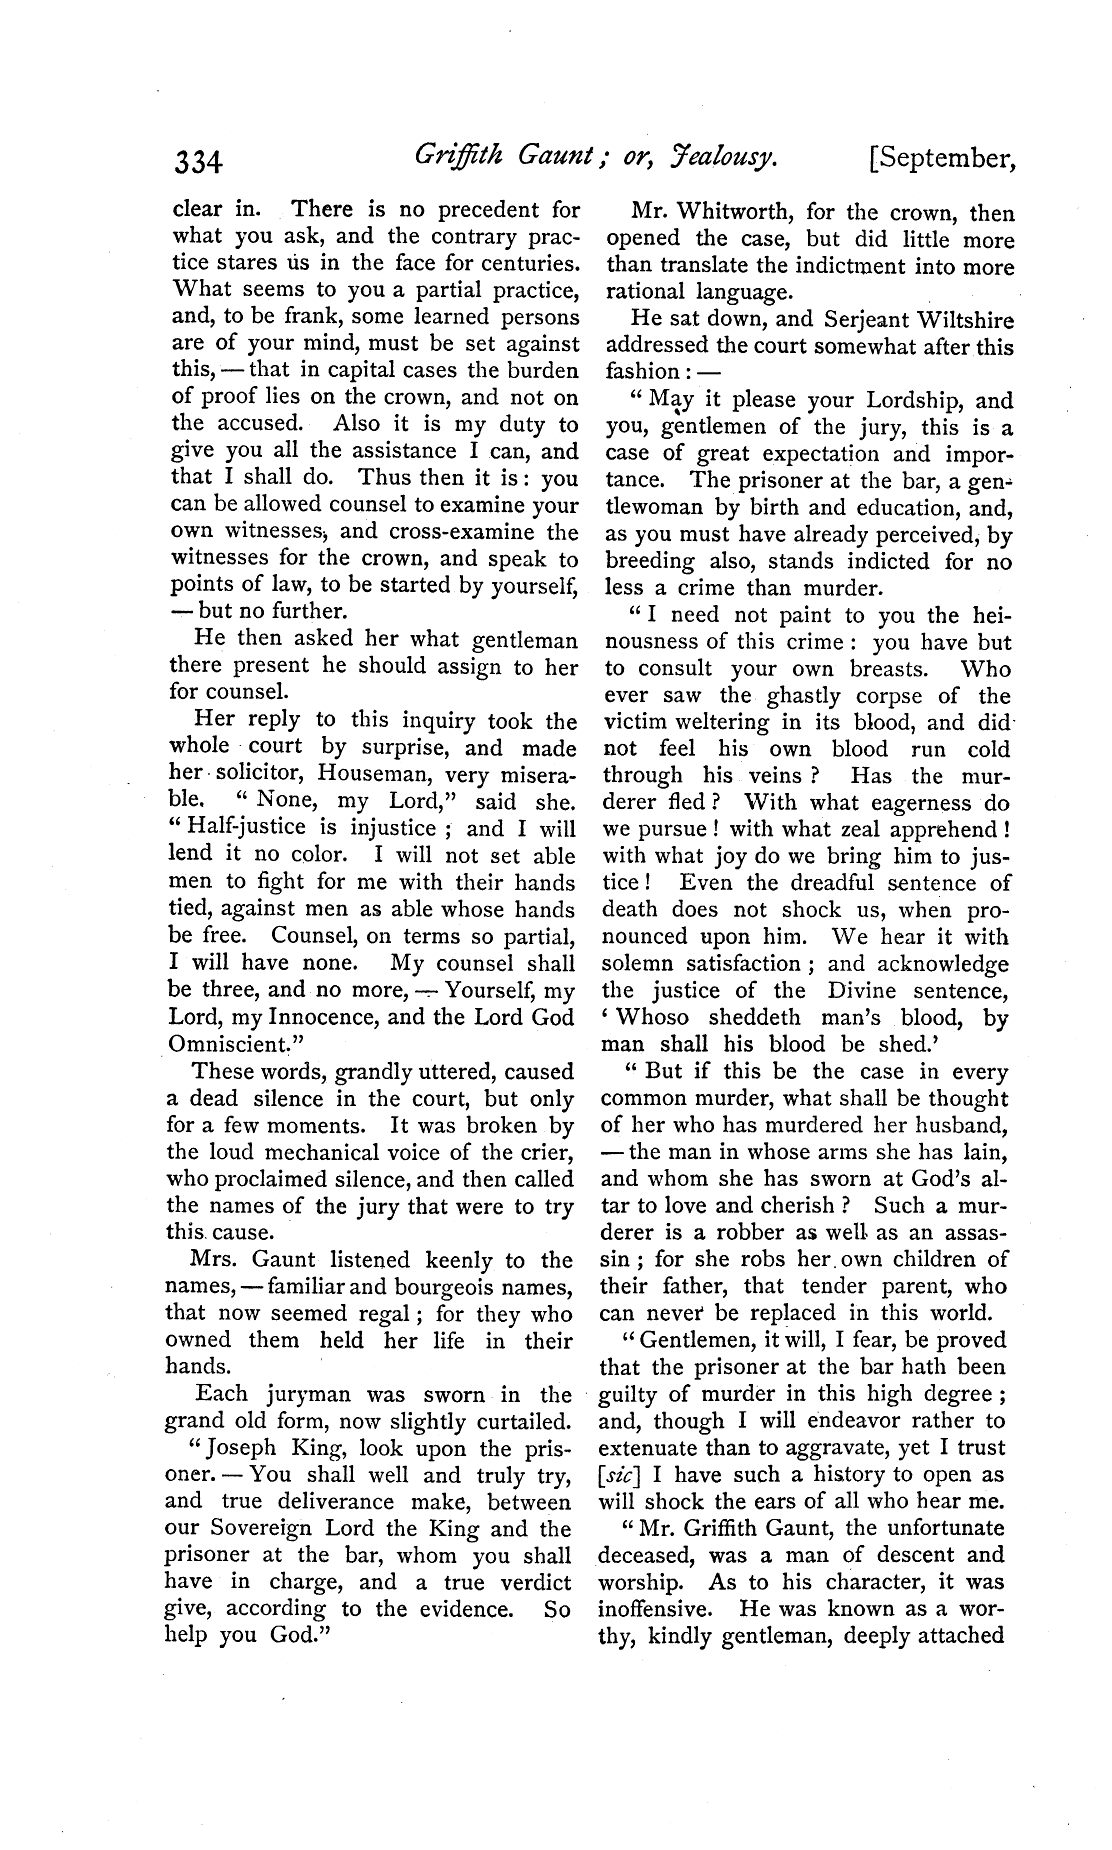 334 Griffith Gaunt; or, Jealousy. [September,
clear in. There is no precedent for
what you ask, and the contrary prac-
tice stares us in the face for centuries.
What seems to you a partial practice,
and, to be frank, some learned persons
are of your mind, must be set against
this, — that in capital cases the burden
of proof lies on the crown, and not on
the accused. Also it is my duty to
give you all the assistance I can, and
that I shall do. Thus then it is: you
can be allowed counsel to examine your
own witnesses, and cross-examine the
witnesses for the crown, and speak to
points of law, to be started by yourself,
— but no further.
He then asked her what gentleman
there present he should assign to her
for counsel.
Her reply to this inquiry took the
whole court by surprise, and made
her solicitor, Houseman, very misera-
ble. "None, my Lord," said she.
"Half-justice is injustice; and I will
lend it no color. I will not set able
men to fight for me with their hands
tied, against men as able whose hands
be free. Counsel, on terms so partial,
I will have none. My counsel shall
be three, and no more, — Yourself, my
Lord, my Innocence, and the Lord God
Omniscient."
These words, grandly uttered, caused
a dead silence in the court, but only
for a few moments. It was broken by
the loud mechanical voice of the crier,
who proclaimed silence, and then called
the names of the jury that were to try
this cause.
Mrs. Gaunt listened keenly to the
names, — familiar and bourgeois names,
that now seemed regal; for they who
owned them held her life in their
hands.
Each juryman was sworn in the
grand old form, now slightly curtailed.
"Joseph King, look upon the pris-
oner. — You shall well and truly try,
and true deliverance make, between
our Sovereign Lord the King and the
prisoner at the bar, whom you shall
have in charge, and a true verdict
give, according to the evidence. So
help you God."
Mr. Whitworth, for the crown, then
opened the case, but did little more
than translate the indictment into more
rational language.
He sat down, and Serjeant Wiltshire
addressed the court somewhat after this
fashion: —
"May it please your Lordship, and
you, gentlemen of the jury, this is a
case of great expectation and impor-
tance. The prisoner at the bar, a gen-
tlewoman by birth and education, and,
as you must have already perceived, by
breeding also, stands indicted for no
less a crime than murder.
"I need not paint to you the hei-
nousness of this crime: you have but
to consult your own breasts. Who
ever saw the ghastly corpse of the
victim weltering in its blood, and did
not feel his own blood run cold
through his veins? Has the mur-
derer fled? With what eagerness do
we pursue! with what zeal apprehend!
with what joy do we bring him to jus-
tice! Even the dreadful sentence of
death does not shock us, when pro-
nounced upon him. We hear it with
solemn satisfaction; and acknowledge
the justice of the Divine sentence,
'Whoso sheddeth man's blood, by
man shall his blood be shed.'
"But if this be the case in every
common murder, what shall be thought
of her who has murdered her husband,
— the man in whose arms she has lain,
and whom she has sworn at God's al-
tar to love and cherish? Such a mur-
derer is a robber as well as an assas-
sin; for she robs her own children of
their father, that tender parent, who
can never be replaced in this world.
"Gentlemen, it will, I fear, be proved
that the prisoner at the bar hath been
guilty of murder in this high degree;
and, though I will endeavor rather to
extenuate than to aggravate, yet I trust
[sic] I have such a history to open as
will shock the ears of all who hear me.
"Mr. Griffith Gaunt, the unfortunate
deceased, was a man of descent and
worship. As to his character, it was
inoffensive. He was known as a wor-
thy, kindly gentleman, deeply attached